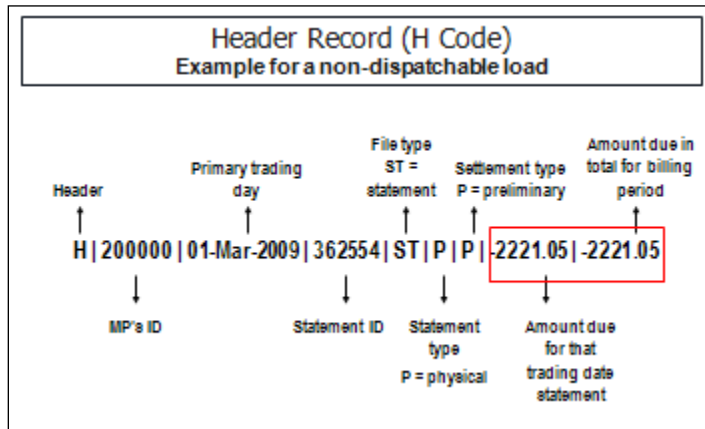 Header Record (H Code)
Example for a non-dispatchable load
Header
Primary trading
day
File type
ST =
statement
Settlement type
P = preliminary
Amount due in
total for billing
period
H | 200000 | 01-Mar-2009 | 362554 | ST | P | P | -2221.05 | -2221.05
MP's ID
Statement ID
Statement
type
P = physical
Amount due
for that
trading date
statement